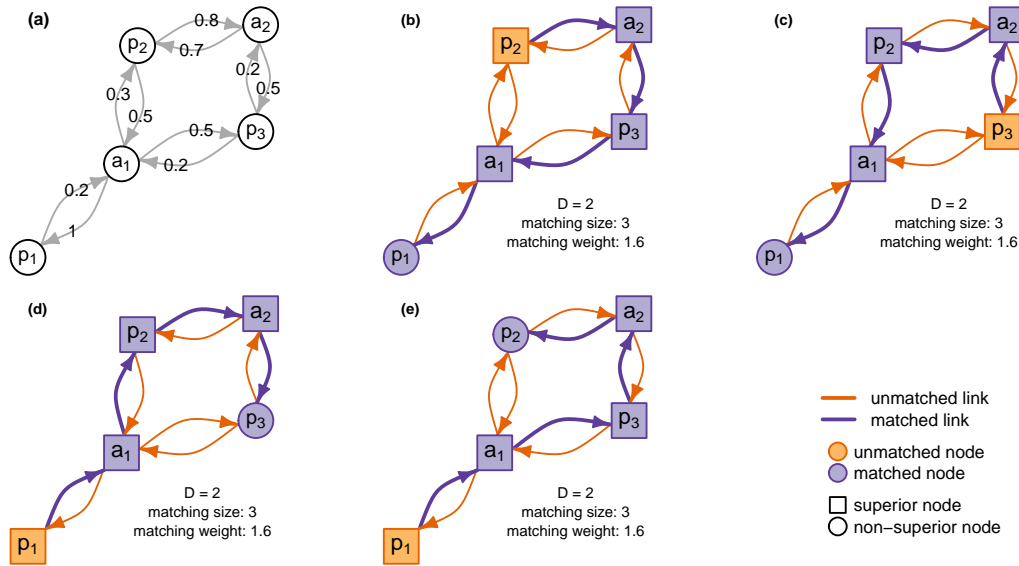 (a)
0.8
a2
p2
0.7
0.2
0.3
0.5
0.5
0.5
p3
a1
0.2
0.2
1
p1
(b)
a2
p2
p3
a1
D = 2
matching size: 3
matching weight: 1.6
p1
(c)
a2
p2
p3
a1
D = 2
matching size: 3
matching weight: 1.6
p1
(d)
a2
p2
p3
a1
D = 2
matching size: 3
matching weight: 1.6
p1
(e)
a2
p2
p3
a1
D = 2
matching size: 3
matching weight: 1.6
p1
unmatched link
matched link
unmatched node
matched node
superior node
non−superior node